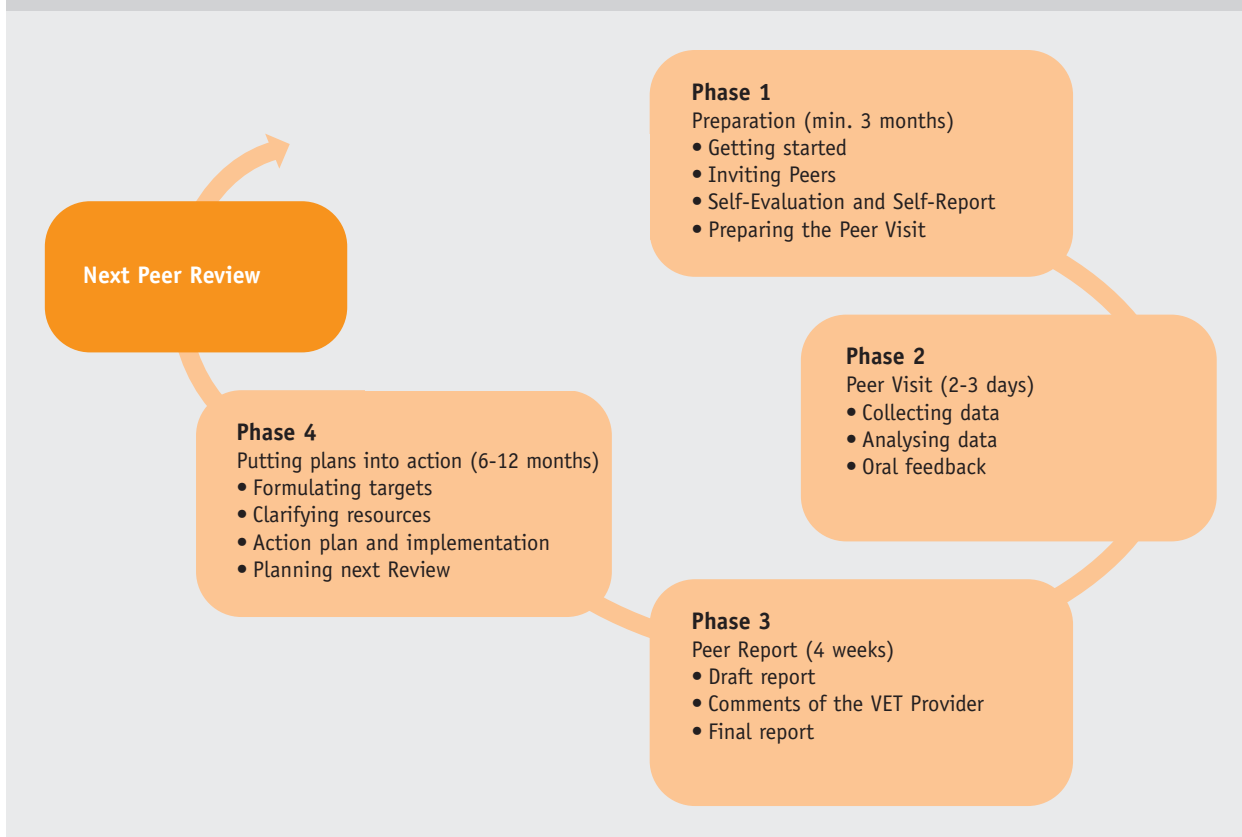 Phase 1
Preparation (min. 3 months)
• Getting started
• Inviting Peers
• Self-Evaluation and Self-Report
• Preparing the Peer Visit
Next Peer Review
Phase 2
Peer Visit (2-3 days)
• Collecting data
• Analysing data
• Oral feedback
Phase 4
Putting plans into action (6-12 months)
• Formulating targets
• Clarifying resources
• Action plan and implementation
• Planning next Review
Phase 3
Peer Report (4 weeks)
• Draft report
• Comments of the VET Provider
• Final report